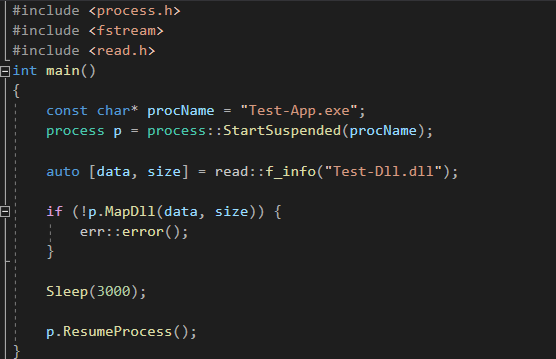 #include <process.h>
#include <fstream>
#include <read.h>
int main()
{
    const char* procName = "Test-App.exe";
    process p = process::StartSuspended(procName);

    auto [data, size] = read::f_info("Test-Dll.dll");

    if (!p.MapDll(data, size)) {
        err::error();
    }

    Sleep(3000);

    p.ResumeProcess();
}